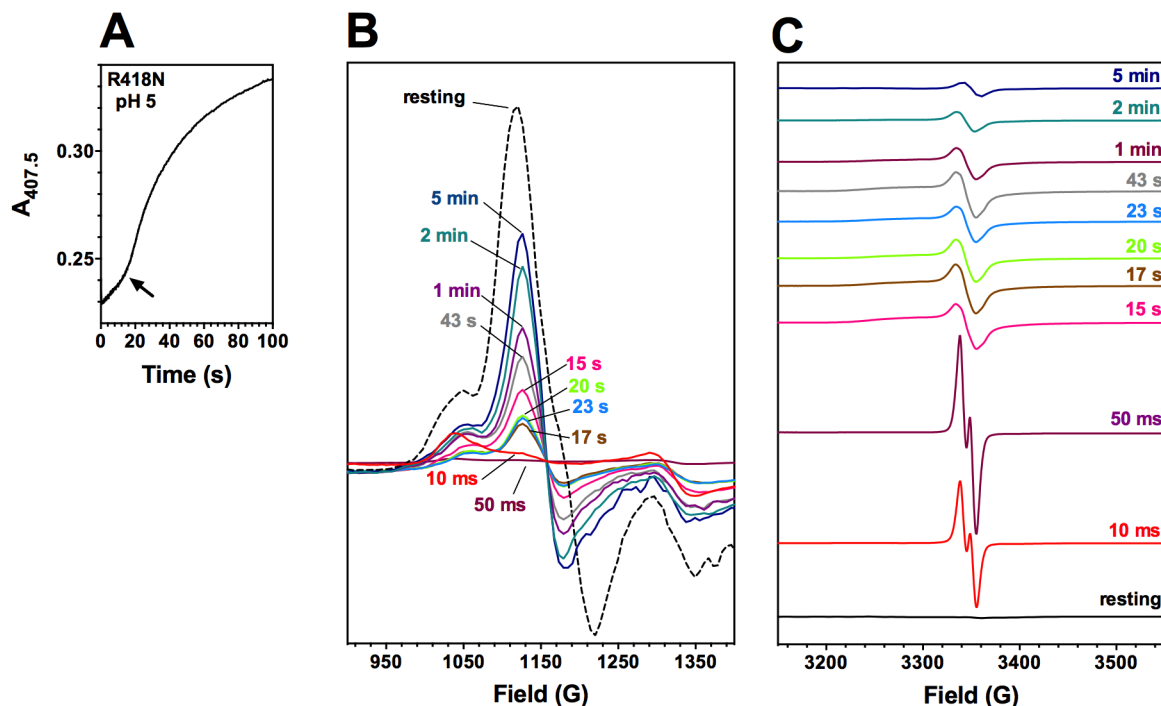 A
B
C
R418N
pH 5
A407.5
0.30
0.25
0 20 40 60 80 100
Time (s)
resting
5 min
2 min
1 min
43 s
15 s
20 s
23 s
17 s
10 ms
50 ms
950 1050 1150 1250 1350
Field (G)
5 min
2 min
1 min
43 s
23 s
20 s
17 s
15 s
50 ms
10 ms
resting
3200 3300 3400 3500
Field (G)